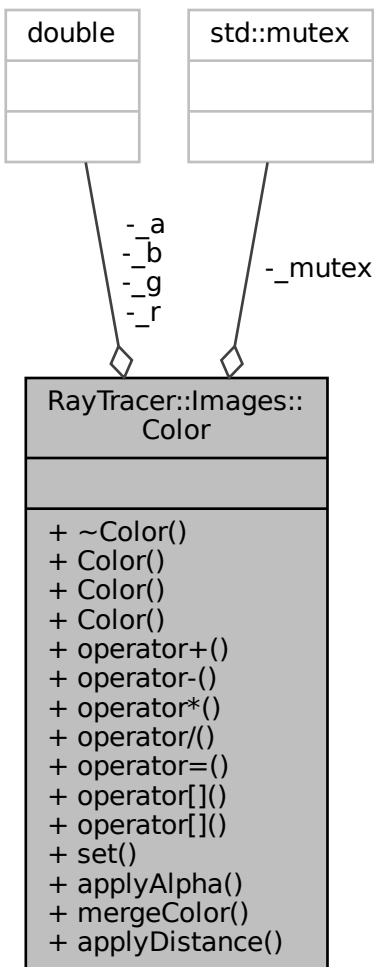 double
std::mutex
-_a
-_b
-_g
-_r
-_mutex
RayTracer::Images::
Color
+ ~Color()
+ Color()
+ Color()
+ Color()
+ operator+()
+ operator-()
+ operator*()
+ operator/()
+ operator=()
+ operator[]()
+ operator[]()
+ set()
+ applyAlpha()
+ mergeColor()
+ applyDistance()